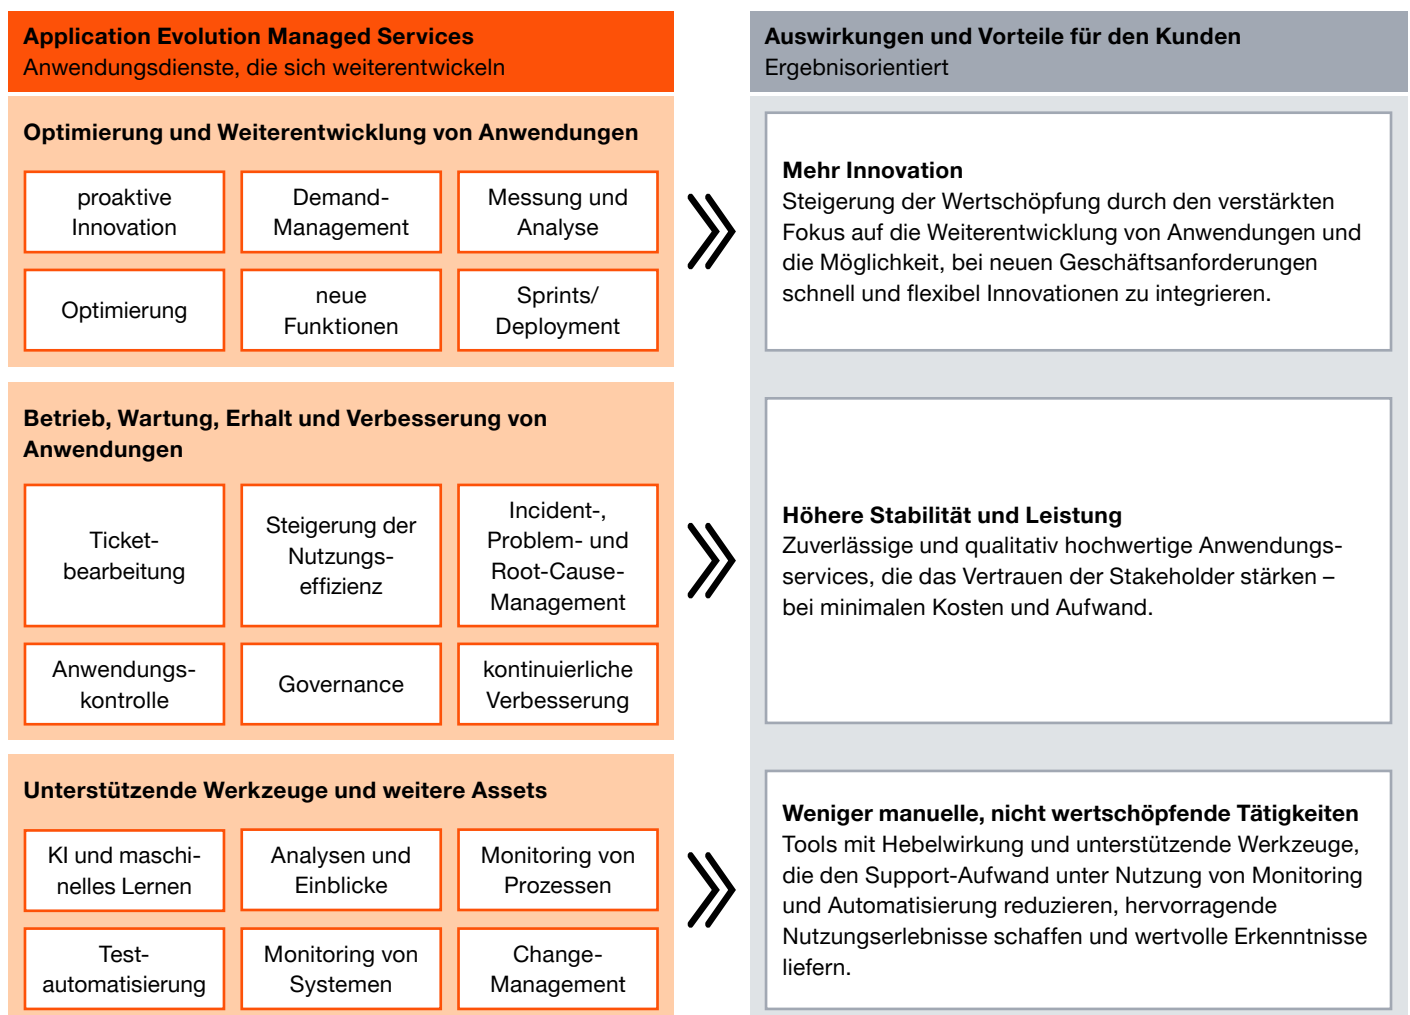 Application Evolution Managed Services
Anwendungsdienste, die sich weiterentwickeln
Auswirkungen und Vorteile für den Kunden
Ergebnisorientiert
Optimierung und Weiterentwicklung von Anwendungen
proaktive
Innovation
Demand-
Management
Messung und
Analyse
Optimierung
neue
Funktionen
Sprints/
Deployment
Mehr Innovation
Steigerung der Wertschöpfung durch den verstärkten
Fokus auf die Weiterentwicklung von Anwendungen und
die Möglichkeit, bei neuen Geschäftsanforderungen
schnell und flexibel Innovationen zu integrieren.
Betrieb, Wartung, Erhalt und Verbesserung von
Anwendungen
Ticket-
bearbeitung
Steigerung der
Nutzungs-
effizienz
Incident-,
Problem- und
Root-Cause-
Management
Anwendungs-
kontrolle
Governance
kontinuierliche
Verbesserung
Höhere Stabilität und Leistung
Zuverlässige und qualitativ hochwertige Anwendungs-
services, die das Vertrauen der Stakeholder stärken –
bei minimalen Kosten und Aufwand.
Unterstützende Werkzeuge und weitere Assets
KI und maschi-
nelles Lernen
Analysen und
Einblicke
Monitoring von
Prozessen
Test-
automatisierung
Monitoring von
Systemen
Change-
Management
Weniger manuelle, nicht wertschöpfende Tätigkeiten
Tools mit Hebelwirkung und unterstützende Werkzeuge,
die den Support-Aufwand unter Nutzung von Monitoring
und Automatisierung reduzieren, hervorragende
Nutzungserlebnisse schaffen und wertvolle Erkenntnisse
liefern.